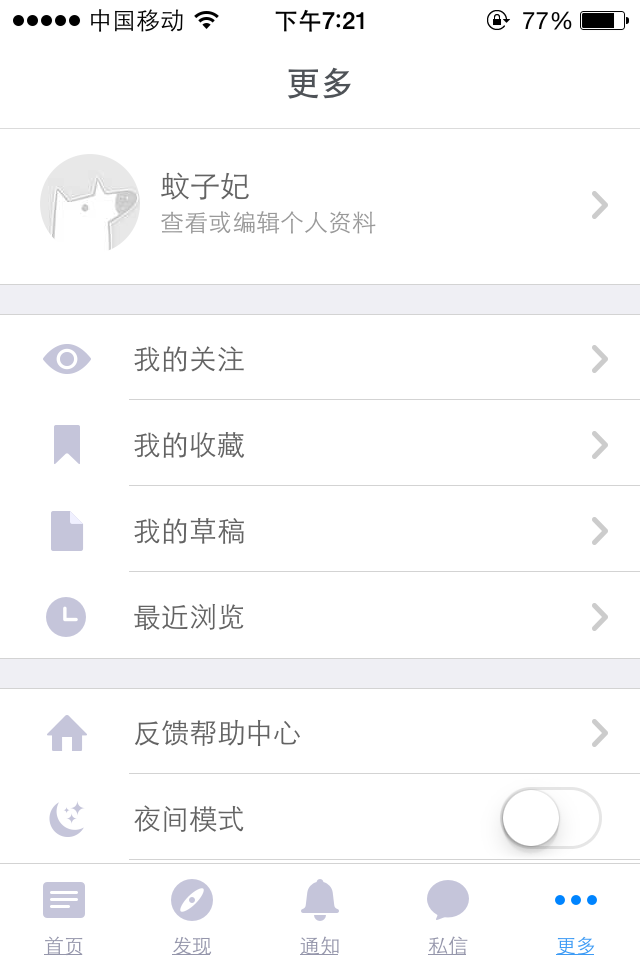 中国移动 下午7:21 77%
更多
蚊子妃
查看或编辑个人资料
我的关注
我的收藏
我的草稿
最近浏览
反馈帮助中心
夜间模式
首页 发现 通知 私信 更多